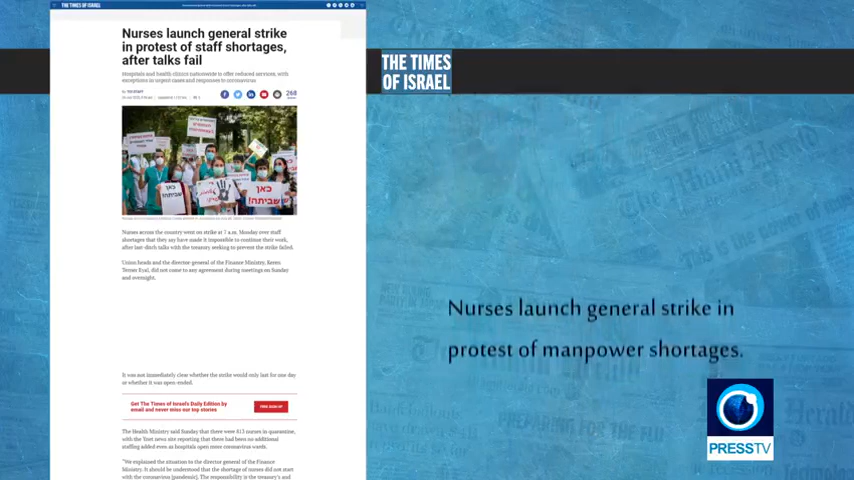 THE TIMES OF ISRAEL
Nurses launch general strike
in protest of staff shortages,
after talks fail
Hospitals and health clinics nationwide to offer reduced services, with
exceptions in urgent cases and responses to coronavirus
268
כאן שביתה!
כאן
שביתה!
Nurses across the country went on strike at 7 a.m. Monday over staff
shortages that they say have made it impossible to continue their work,
after last-ditch talks with the treasury seeking to prevent the strike failed.
Union heads and the director-general of the Finance Ministry, Keren
Terner Eyal, did not come to any agreement during meetings on Sunday
and overnight.
It was not immediately clear whether the strike would only last for one day
or whether it was open-ended.
Get The Times of Israel's Daily Edition by
email and never miss our top stories
FREE SIGN UP
The Health Ministry said Sunday that there were 813 nurses in quarantine,
with the Ynet news site reporting that there had been no additional
staffing added even as hospitals open more coronavirus wards.
"We explained the situation to the director general of the Finance
Ministry. It should be understood that the shortage of nurses did not start
with the coronavirus [pandemic]. The responsibility is the treasury's and
THE TIMES
OF ISRAEL
Nurses launch general strike in
protest of manpower shortages.
PRESSTV